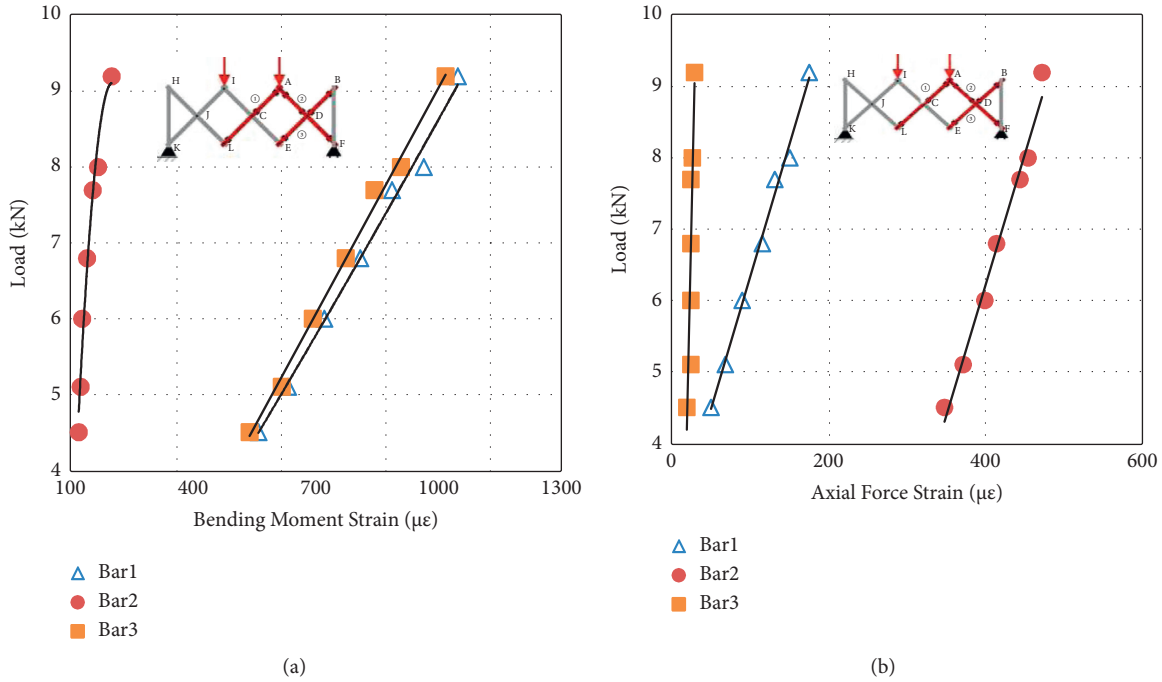 10
9
8
7
6
5
4
Load (kN)
H
I
A
B
①
②
J
C
D
③
K
L
E
F
100
400
700
1000
1300
Bending Moment Strain (με)
Bar1
Bar2
Bar3
(a)
10
9
8
7
6
5
4
Load (kN)
H
I
A
B
①
②
J
C
D
③
K
L
E
F
0
200
400
600
Axial Force Strain (με)
Bar1
Bar2
Bar3
(b)